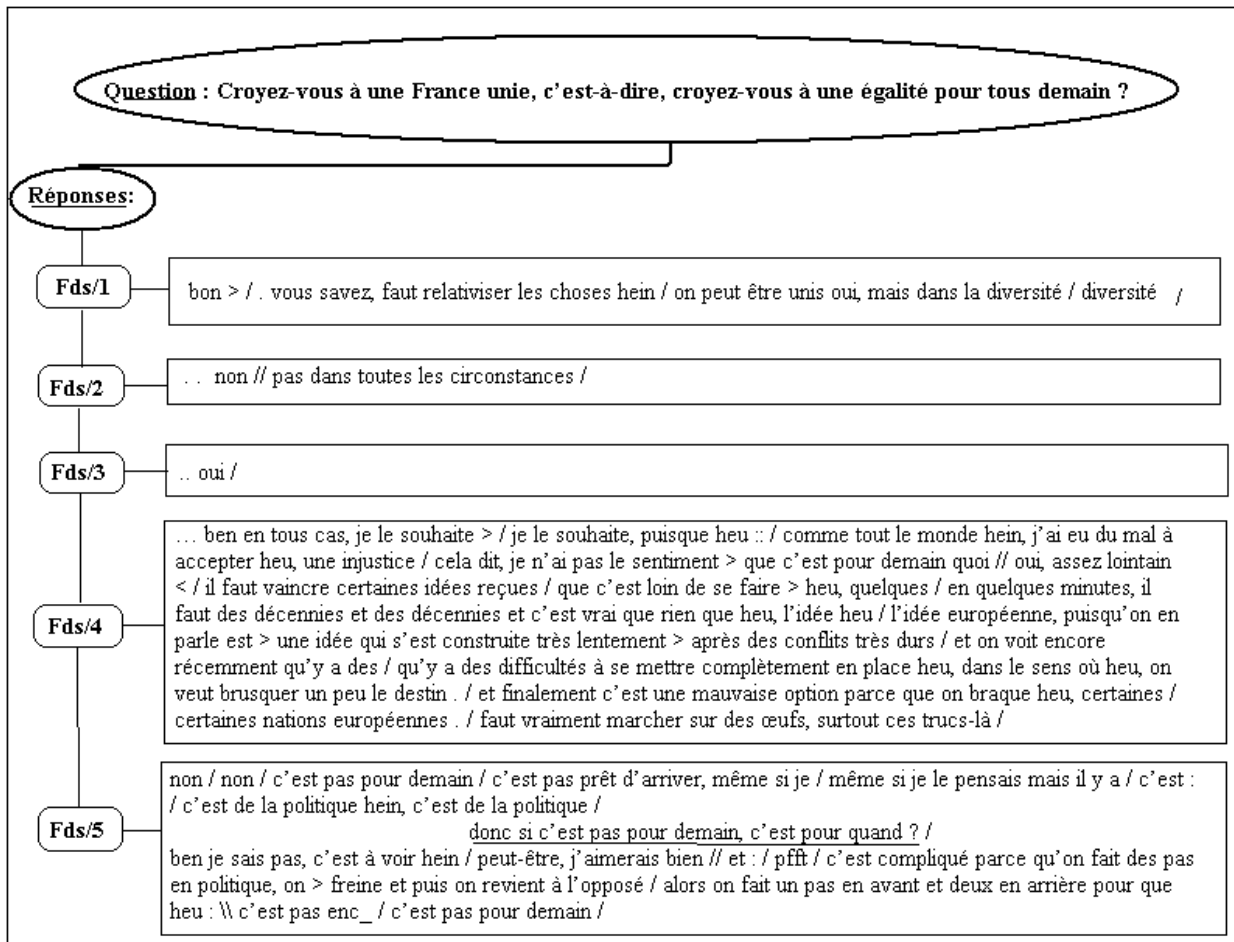 Question : Croyez-vous à une France unie, c’est-à-dire, croyez-vous à une égalité pour tous demain ?
Réponses:
Fds/1
bon > / . vous savez, faut relativiser les choses hein / on peut être unis oui, mais dans la diversité / diversité /
Fds/2
. . non // pas dans toutes les circonstances /
Fds/3
.. oui /
Fds/4
… ben en tous cas, je le souhaite > / je le souhaite, puisque heu :: / comme tout le monde hein, j’ai eu du mal à
accepter heu, une injustice / cela dit, je n’ai pas le sentiment > que c’est pour demain quoi // oui, assez lointain
< / il faut vaincre certaines idées reçues / que c’est loin de se faire > heu, quelques / en quelques minutes, il
faut des décennies et des décennies et c’est vrai que rien que heu, l’idée heu / l’idée européenne, puisqu’on en
parle est > une idée qui s’est construite très lentement > après des conflits très durs / et on voit encore
récemment qu’y a des / qu’y a des difficultés à se mettre complètement en place heu, dans le sens où heu, on
veut brusquer un peu le destin . / et finalement c’est une mauvaise option parce que on braque heu, certaines /
certaines nations européennes . / faut vraiment marcher sur des œufs, surtout ces trucs-là /
Fds/5
non / non / c’est pas pour demain / c’est pas prêt d’arriver, même si je / même si je le pensais mais il y a / c’est :
/ c’est de la politique hein, c’est de la politique /
donc si c’est pas pour demain, c’est pour quand ? /
ben je sais pas, c’est à voir hein / peut-être, j’aimerais bien // et : / pfft / c’est compliqué parce qu’on fait des pas
en politique, on > freine et puis on revient à l’opposé / alors on fait un pas en avant et deux en arrière pour que
heu : \\ c’est pas enc_ / c’est pas pour demain /